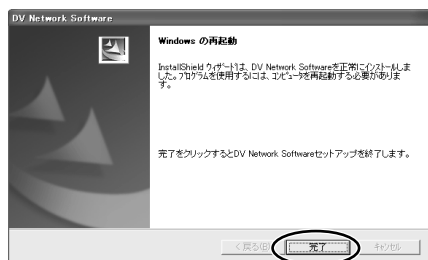 DV Network Software
Windows の再起動
InstallShield ウィザードは、DV Network Softwareを正常にインストールしま
した。プログラムを使用するには、コンピュータを再起動する必要がありま
す。
完了をクリックするとDV Network Softwareセットアップを終了します。
< 戻る(B)
完了
キャンセル